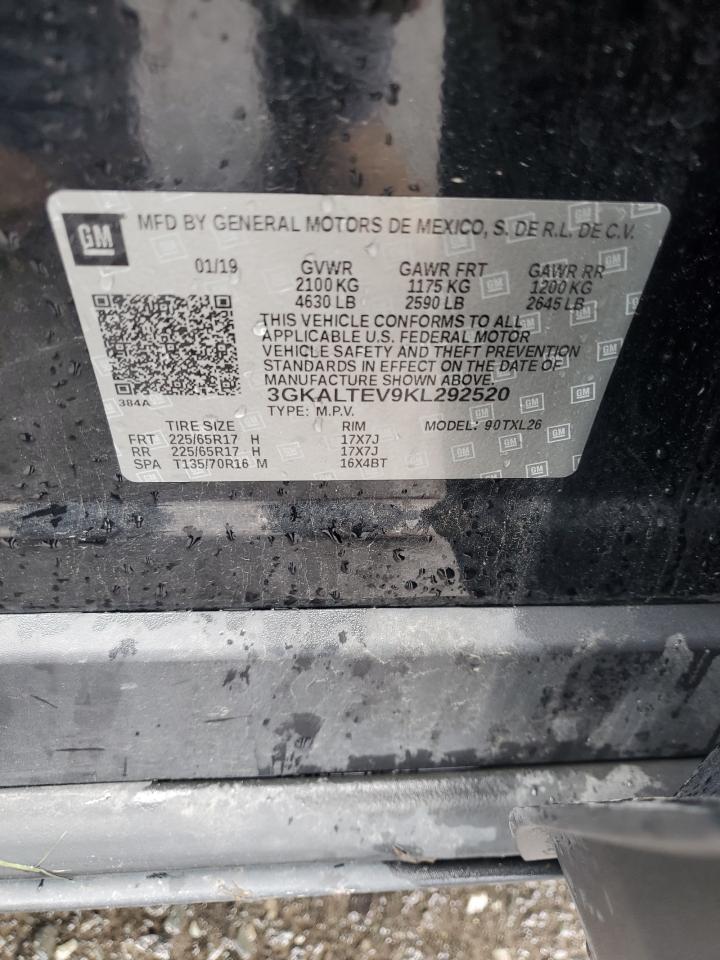 GM MFD BY GENERAL MOTORS DE MEXICO, S. DE R.L. DE C.V.
01/19 GVWR GAWR FRT GAWR RR
2100 KG 1175 KG 1200 KG
4630 LB 2590 LB 2645 LB
THIS VEHICLE CONFORMS TO ALL
APPLICABLE U.S. FEDERAL MOTOR
VEHICLE SAFETY AND THEFT PREVENTION
STANDARDS IN EFFECT ON THE DATE OF
MANUFACTURE SHOWN ABOVE.
384A 3GKALTEV9KL292520
TYPE: M.P.V. MODEL: 90TXL26
TIRE SIZE RIM
FRT 225/65R17 H 17X7J
RR 225/65R17 H 17X7J
SPA T135/70R16 M 16X4BT